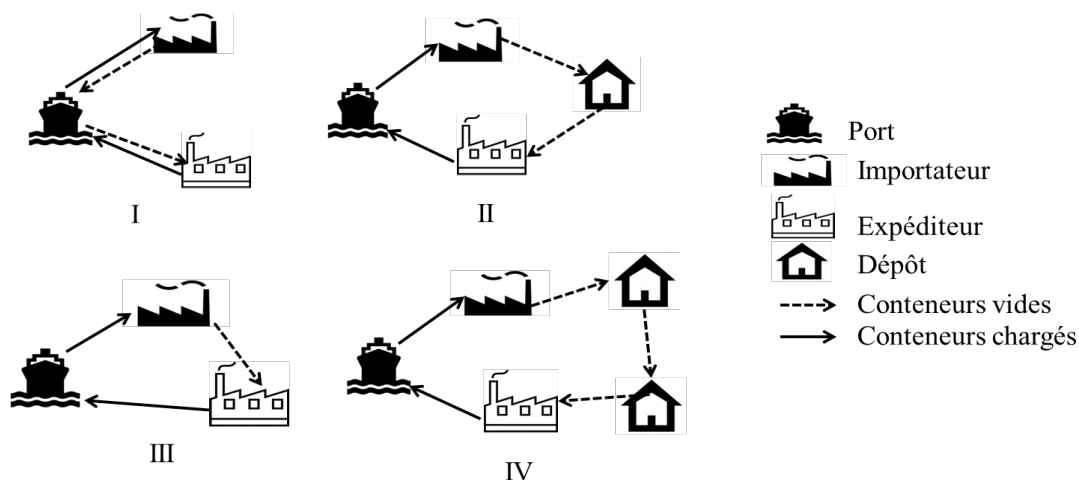 I
II
III
IV
Port
Importateur
Expéditeur
Dépôt
Conteneurs vides
Conteneurs chargés